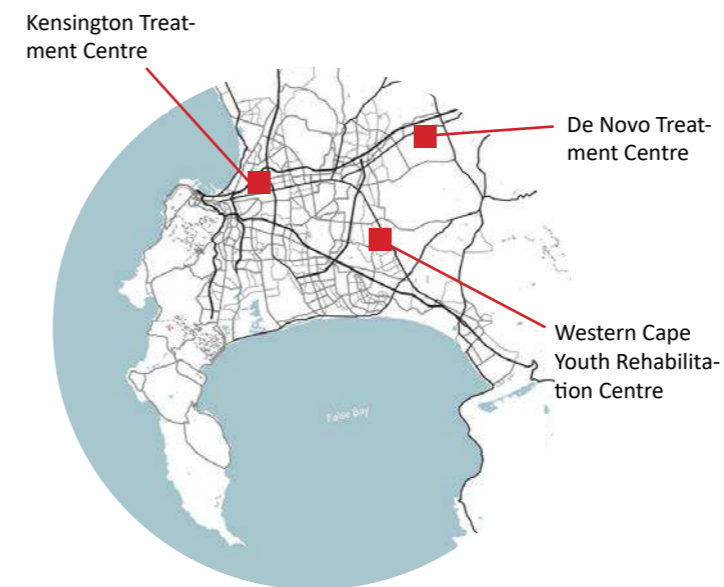 Kensington Treat-
ment Centre
De Novo Treat-
ment Centre
Western Cape
Youth Rehabilita-
tion Centre
False Bay